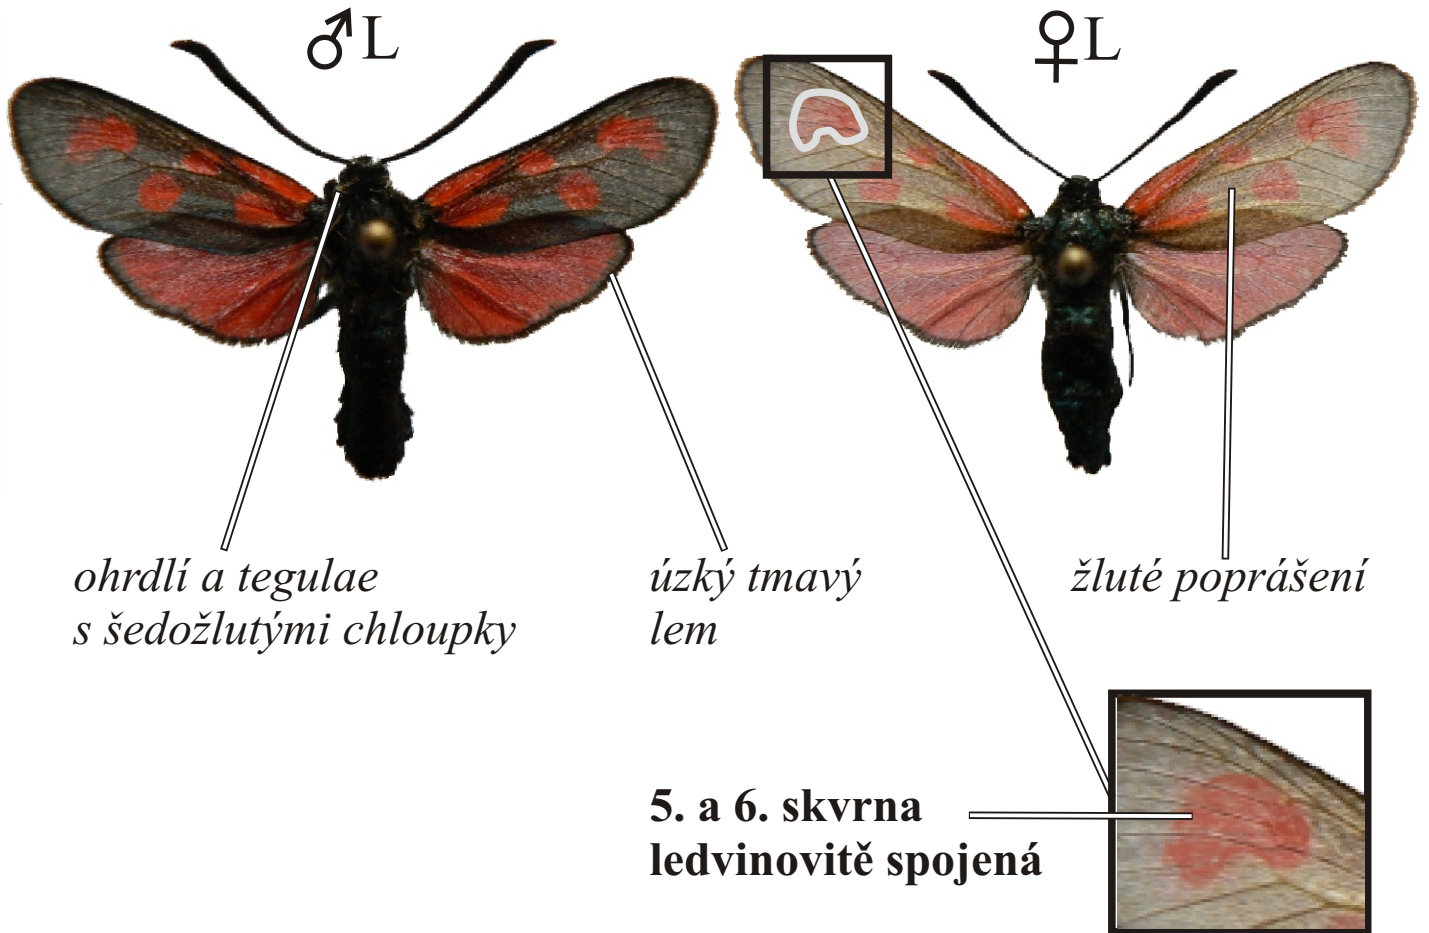 ♂L
♀L
ohrdlí a tegulae
s šedožlutými chloupky
úzký tmavý
lem
žluté poprášení
5. a 6. skvrna
ledvinovitě spojená